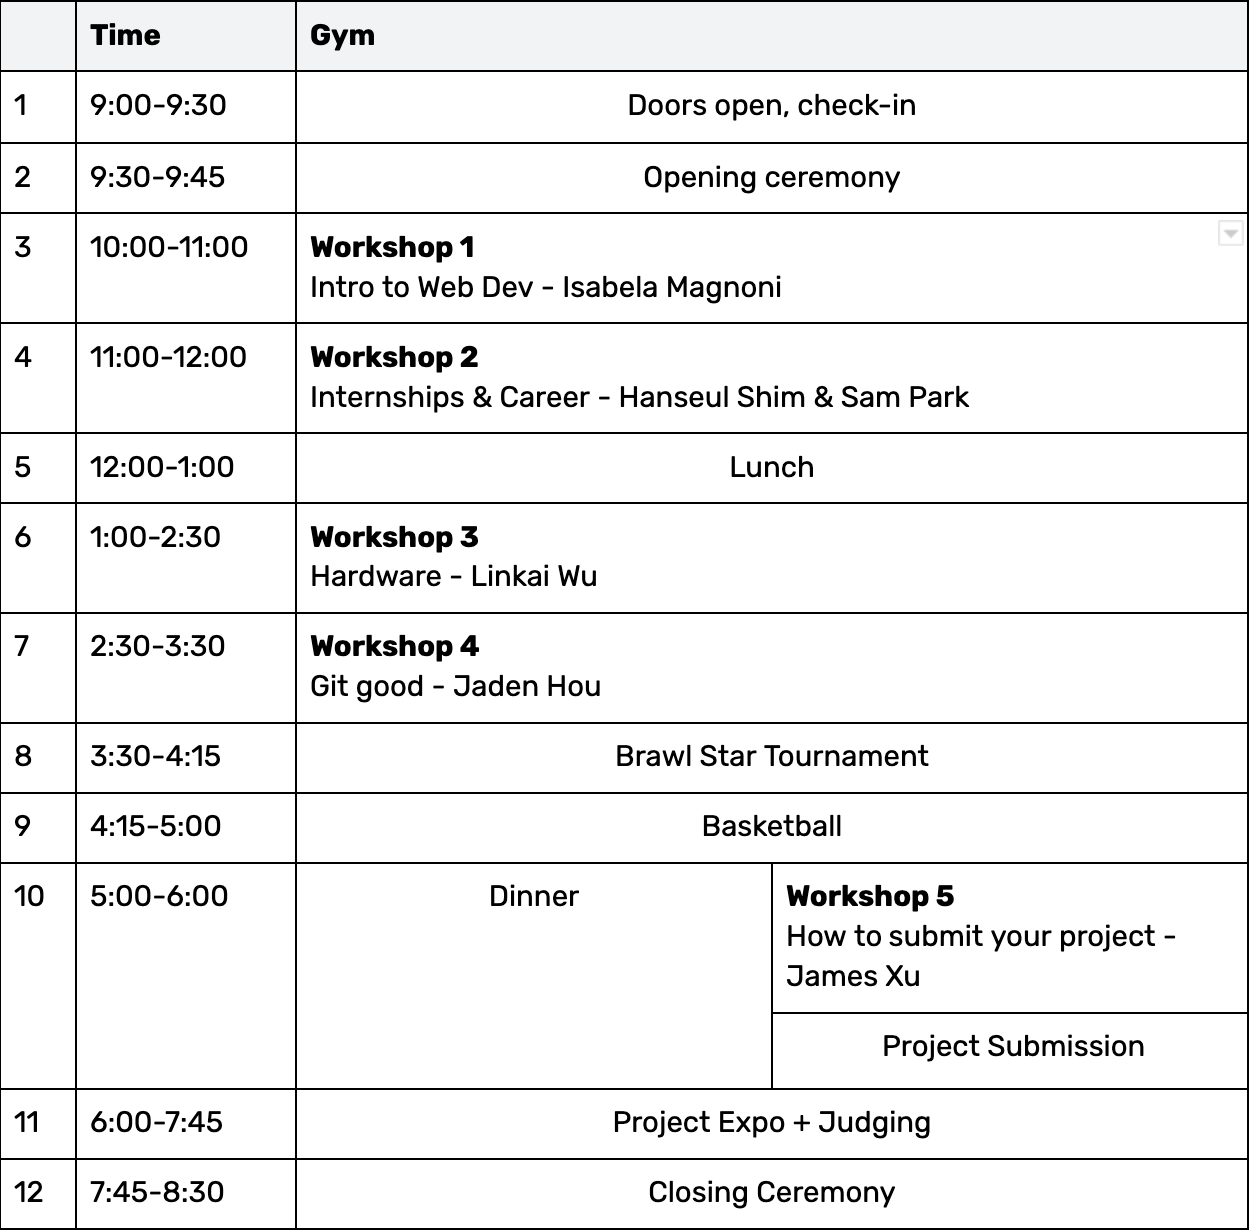 Time Gym
1 9:00-9:30 Doors open, check-in
2 9:30-9:45 Opening ceremony
3 10:00-11:00 Workshop 1
Intro to Web Dev - Isabela Magnoni
4 11:00-12:00 Workshop 2
Internships & Career - Hanseul Shim & Sam Park
5 12:00-1:00 Lunch
6 1:00-2:30 Workshop 3
Hardware - Linkai Wu
7 2:30-3:30 Workshop 4
Git good - Jaden Hou
8 3:30-4:15 Brawl Star Tournament
9 4:15-5:00 Basketball
10 5:00-6:00 Dinner Workshop 5
How to submit your project -
James Xu
Project Submission
11 6:00-7:45 Project Expo + Judging
12 7:45-8:30 Closing Ceremony